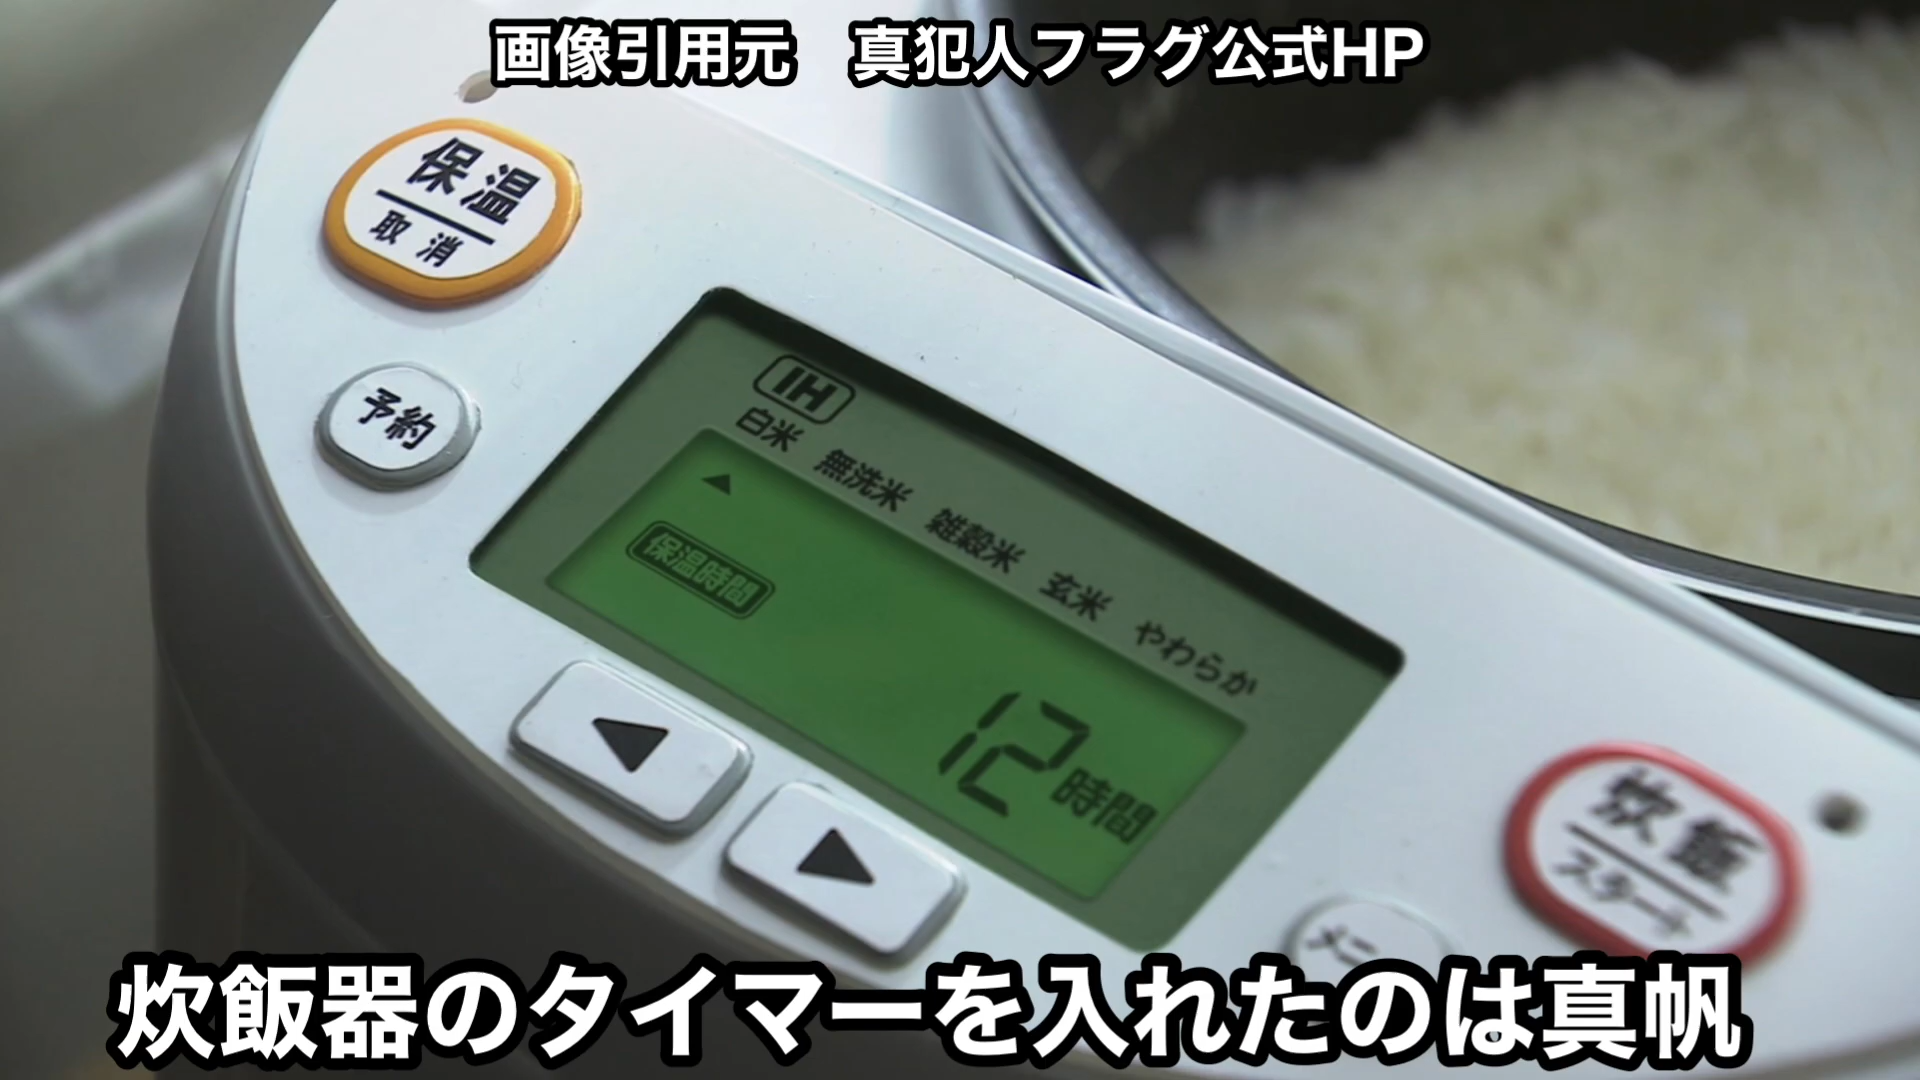 画像引用元　真犯人フラグ公式HP
保温
取消
予約
IH
白米 無洗米 雑穀米 玄米 やわらか
保温時間
12時間
炊飯
スタート
メニ
炊飯器のタイマーを入れたのは真帆